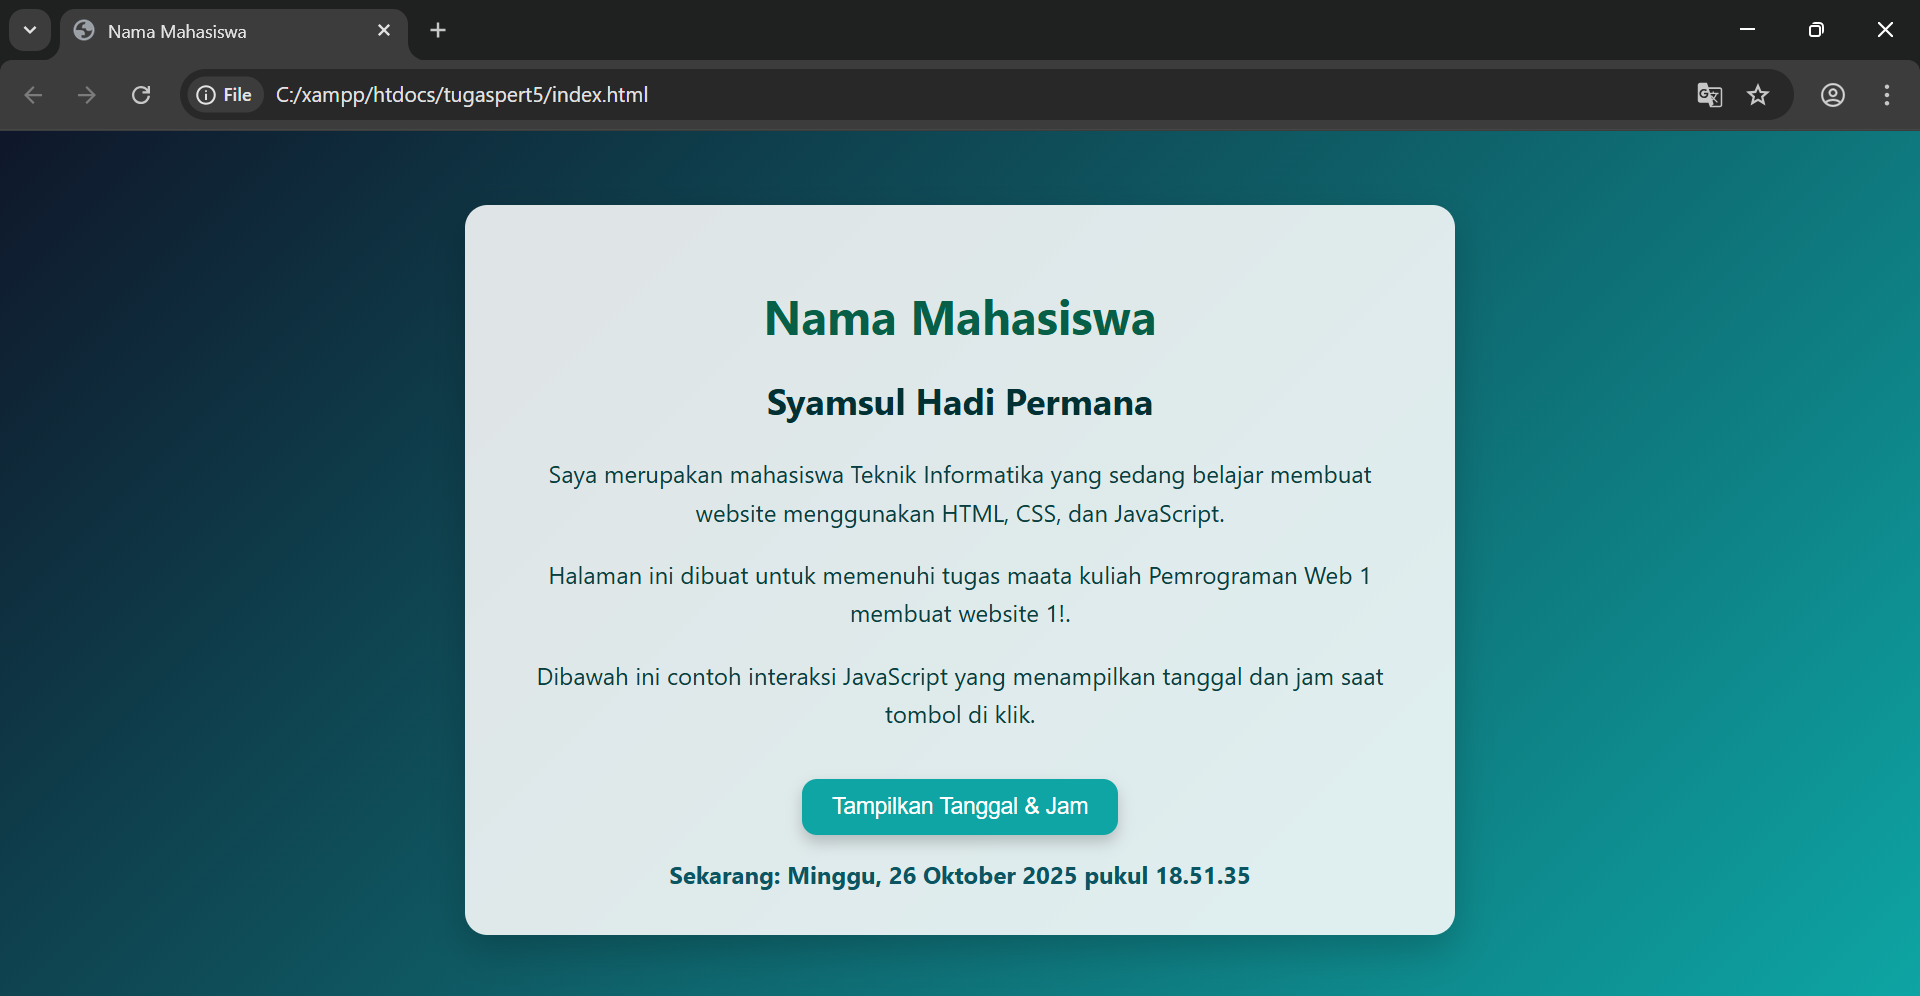 Nama Mahasiswa
File
C:/xampp/htdocs/tugaspert5/index.html
Nama Mahasiswa
Syamsul Hadi Permana
Saya merupakan mahasiswa Teknik Informatika yang sedang belajar membuat
website menggunakan HTML, CSS, dan JavaScript.
Halaman ini dibuat untuk memenuhi tugas maata kuliah Pemrograman Web 1
membuat website 1!.
Dibawah ini contoh interaksi JavaScript yang menampilkan tanggal dan jam saat
tombol di klik.
Tampilkan Tanggal & Jam
Sekarang: Minggu, 26 Oktober 2025 pukul 18.51.35